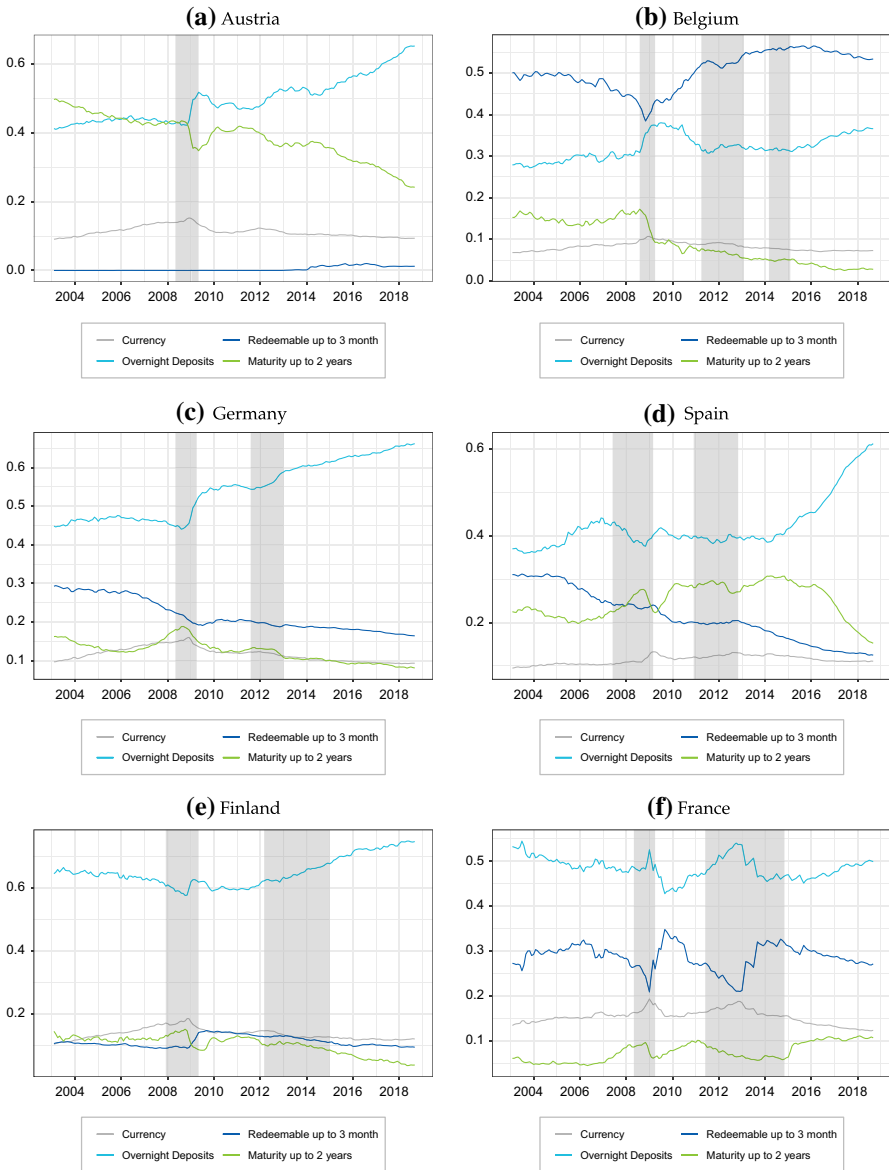 (a) Austria
0.6
0.4
0.2
0.0
2004 2006 2008 2010 2012 2014 2016 2018
Currency Redeemable up to 3 month
Overnight Deposits Maturity up to 2 years
(b) Belgium
0.5
0.4
0.3
0.2
0.1
0.0
2004 2006 2008 2010 2012 2014 2016 2018
Currency Redeemable up to 3 month
Overnight Deposits Maturity up to 2 years
(c) Germany
0.6
0.5
0.4
0.3
0.2
0.1
2004 2006 2008 2010 2012 2014 2016 2018
Currency Redeemable up to 3 month
Overnight Deposits Maturity up to 2 years
(d) Spain
0.6
0.4
0.2
2004 2006 2008 2010 2012 2014 2016 2018
Currency Redeemable up to 3 month
Overnight Deposits Maturity up to 2 years
(e) Finland
0.6
0.4
0.2
2004 2006 2008 2010 2012 2014 2016 2018
Currency Redeemable up to 3 month
Overnight Deposits Maturity up to 2 years
(f) France
0.5
0.4
0.3
0.2
0.1
2004 2006 2008 2010 2012 2014 2016 2018
Currency Redeemable up to 3 month
Overnight Deposits Maturity up to 2 years